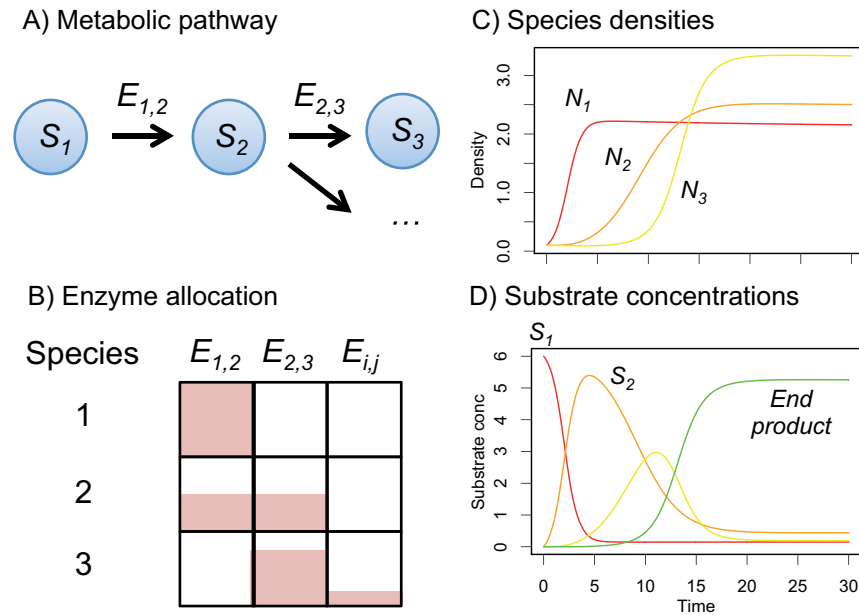 A) Metabolic pathway
E1,2 E2,3
S1 S2 S3
...
B) Enzyme allocation
Species E1,2 E2,3 Ei,j
1
2
3
C) Species densities
3.0
2.0
1.0
0.0
Density
N1
N2
N3
D) Substrate concentrations
S1
6
5
4
3
2
1
0
Substrate conc
S2
End
product
0 5 10 15 20 25 30
Time